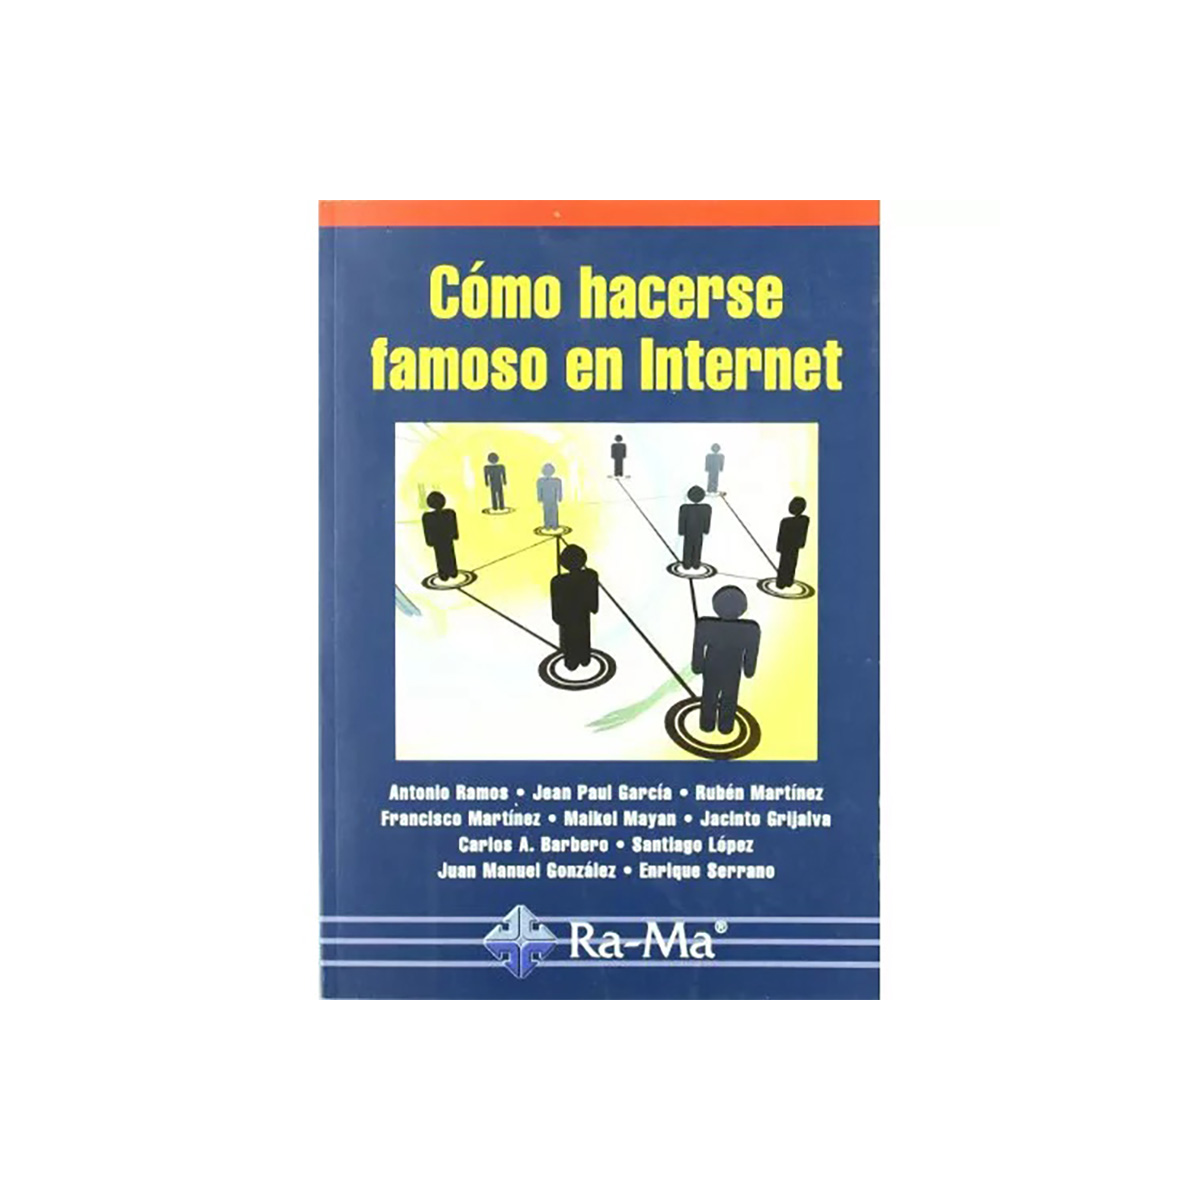 Cómo hacerse
famoso en Internet
Antonio Ramos • Jean Paul García • Rubén Martínez
Francisco Martínez • Maikel Mayan • Jacinto Grijalva
Carlos A. Barbero • Santiago López
Juan Manuel González • Enrique Serrano
Ra-Ma®